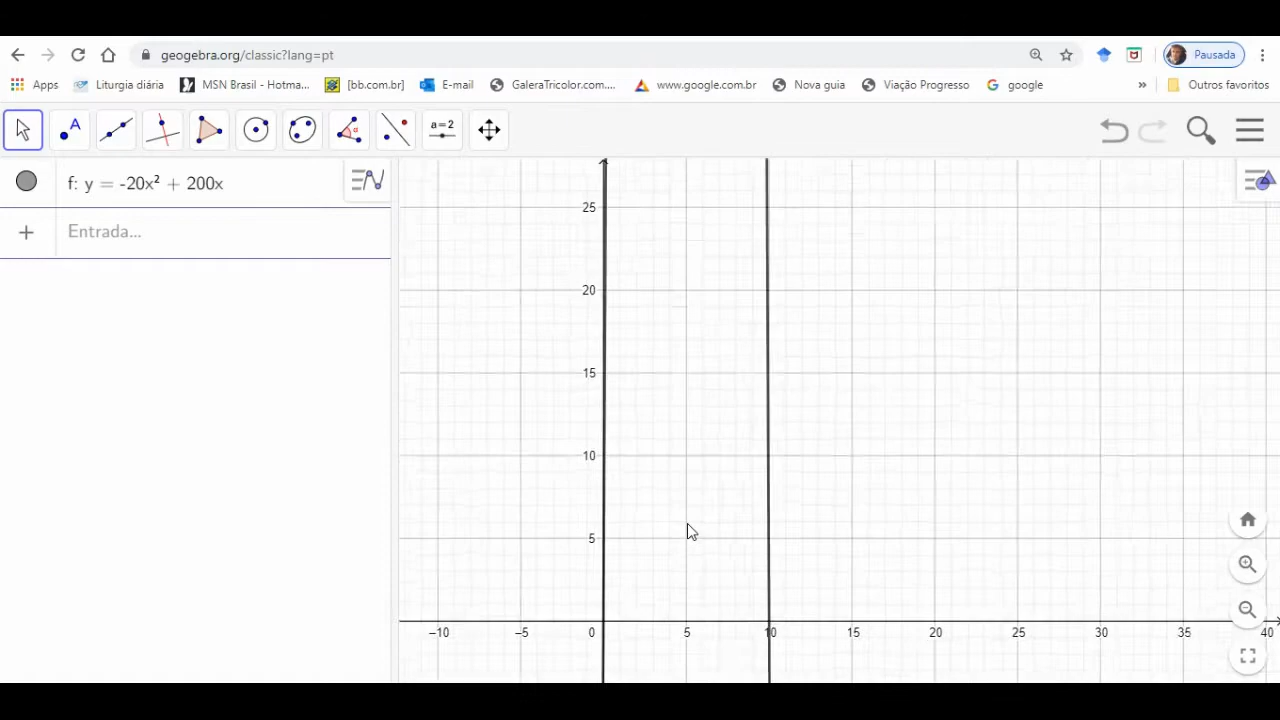 geogebra.org/classic?lang=pt
Pausada
Apps
Liturgia diária
MSN Brasil - Hotma...
[bb.com.br]
E-mail
GaleraTricolor.com....
www.google.com.br
Nova guia
Viação Progresso
G google
»
Outros favoritos
A
α
a=2
f: y = -20x² + 200x
+ Entrada...
25
20
15
10
5
–10 –5 0 5 10 15 20 25 30 35 40